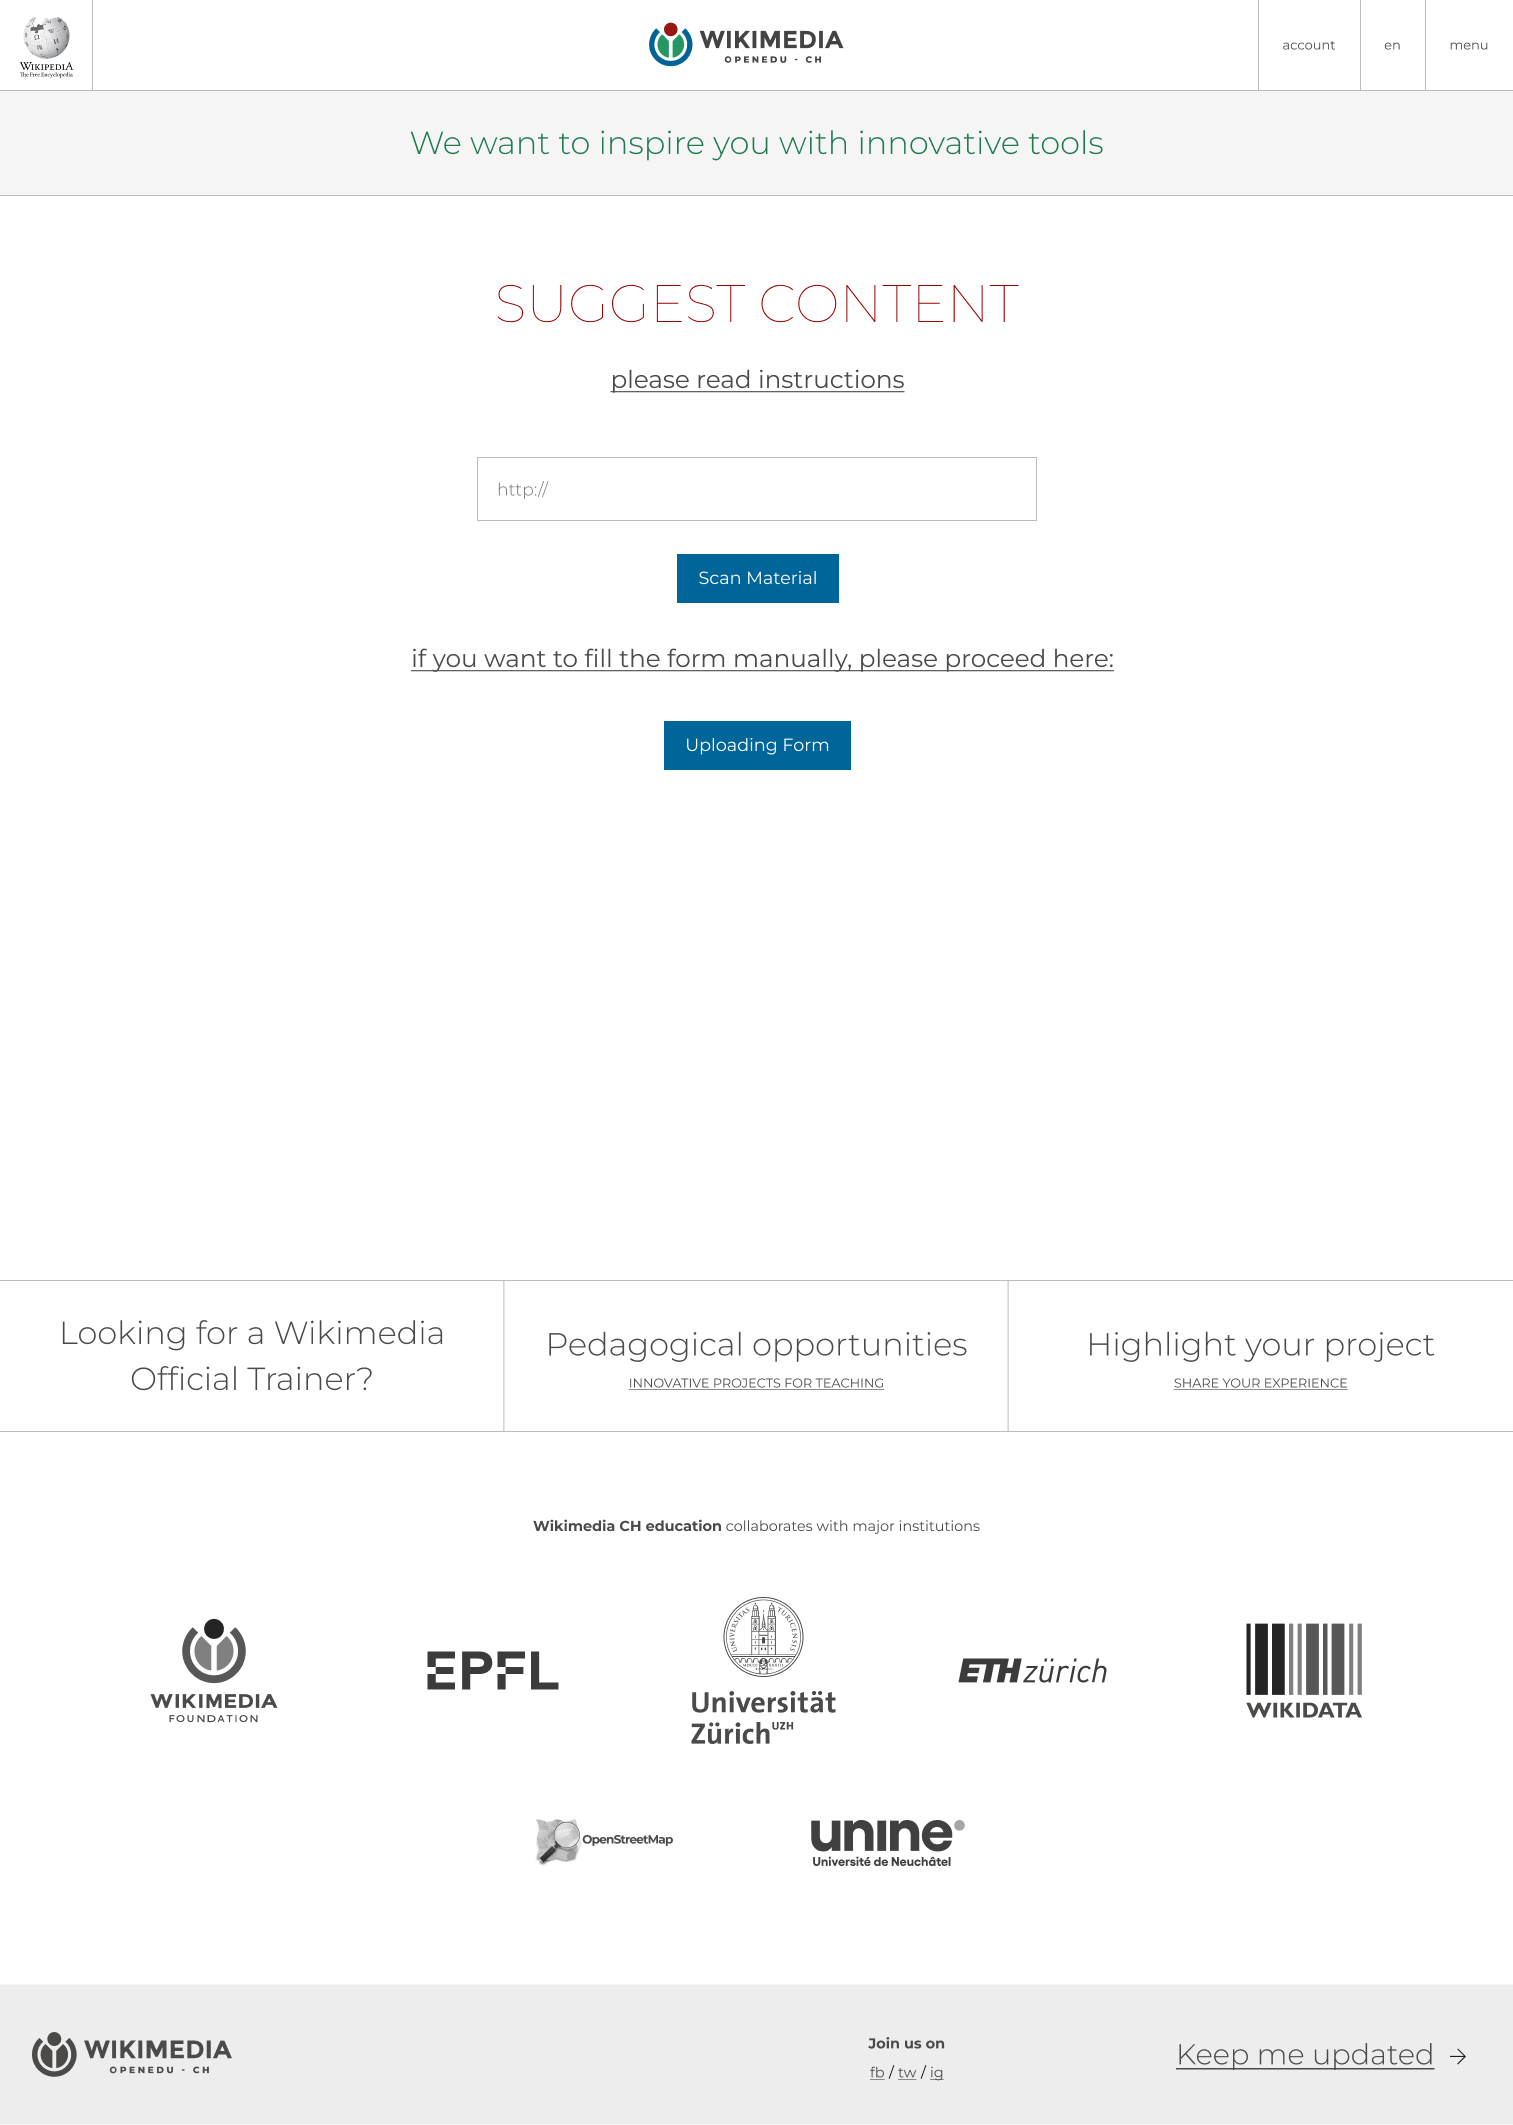 WIKIPEDIA
The Free Encyclopedia
WIKIMEDIA
OPENEDU - CH
account
en
menu
We want to inspire you with innovative tools
SUGGEST CONTENT
please read instructions
http://
Scan Material
if you want to fill the form manually, please proceed here:
Uploading Form
Looking for a Wikimedia
Official Trainer?
Pedagogical opportunities
INNOVATIVE PROJECTS FOR TEACHING
Highlight your project
SHARE YOUR EXPERIENCE
Wikimedia CH education collaborates with major institutions
WIKIMEDIA
FOUNDATION
EPFL
UNIVERSITAS TURICENSIS
Universität
Zürich UZH
ETH zürich
WIKIDATA
OpenStreetMap
unine
Université de Neuchâtel
WIKIMEDIA
OPENEDU - CH
Join us on
fb / tw / ig
Keep me updated →